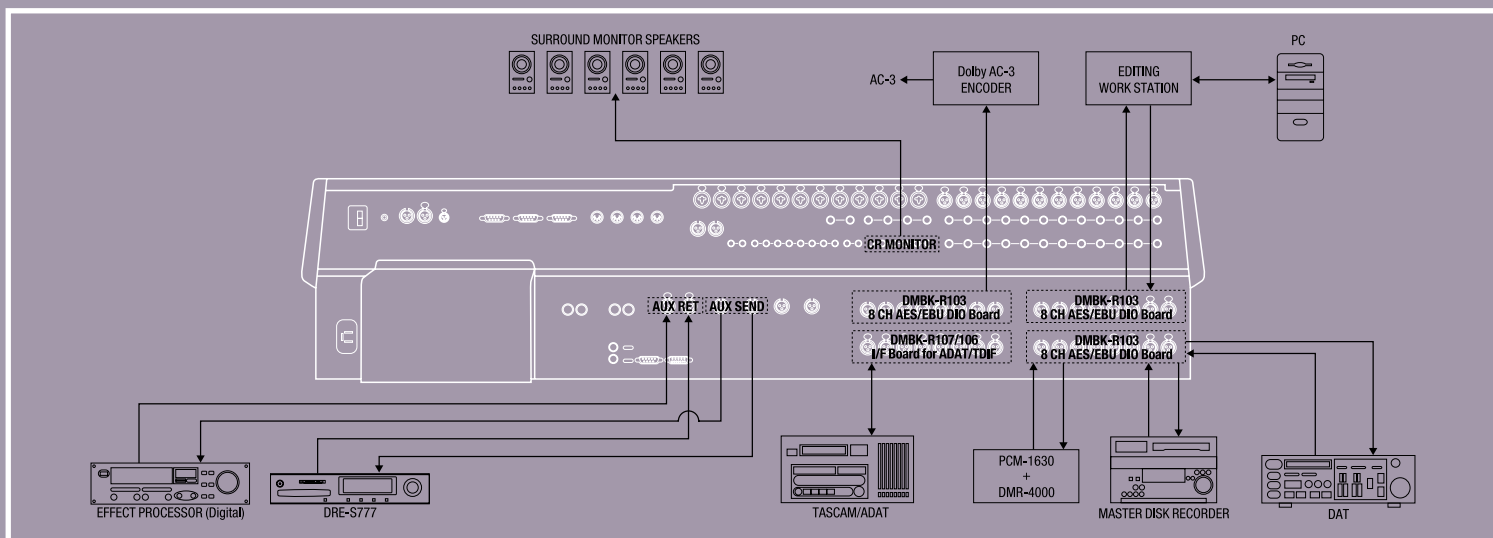 SURROUND MONITOR SPEAKERS
AC-3
Dolby AC-3
ENCODER
EDITING
WORK STATION
PC
CR MONITOR
AUX RET
AUX SEND
DMBK-R103
8 CH AES/EBU DIO Board
DMBK-R103
8 CH AES/EBU DIO Board
DMBK-R107/106
I/F Board for ADAT/TDIF
DMBK-R103
8 CH AES/EBU DIO Board
EFFECT PROCESSOR (Digital)
DRE-S777
TASCAM/ADAT
PCM-1630
+
DMR-4000
MASTER DISK RECORDER
DAT